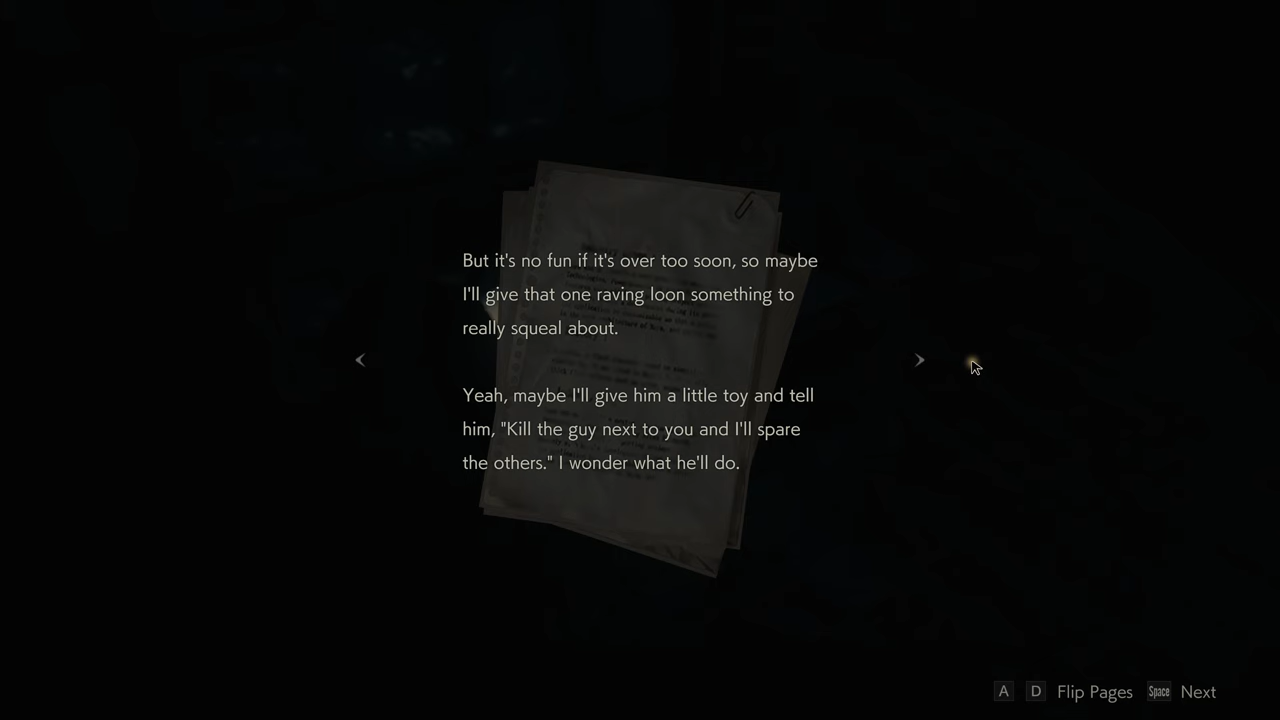 But it's no fun if it's over too soon, so maybe
I'll give that one raving loon something to
really squeal about.
Yeah, maybe I'll give him a little toy and tell
him, "Kill the guy next to you and I'll spare
the others." I wonder what he'll do.
A D Flip Pages Space Next